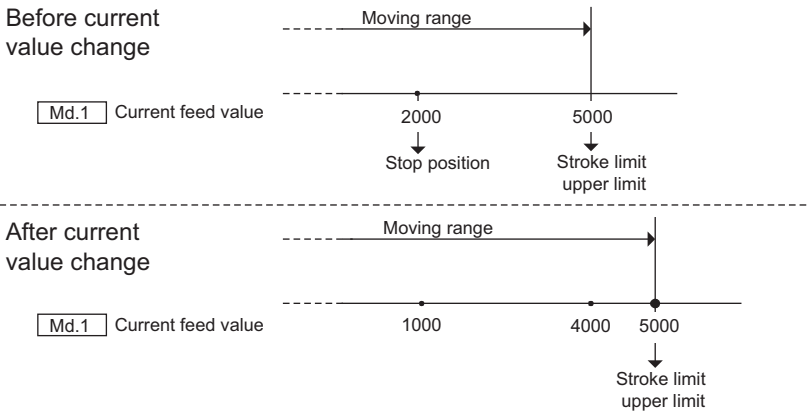 Before current
value change
Moving range
Md.1 Current feed value
2000 5000
Stop position Stroke limit
upper limit
After current
value change
Moving range
Md.1 Current feed value
1000 4000 5000
Stroke limit
upper limit